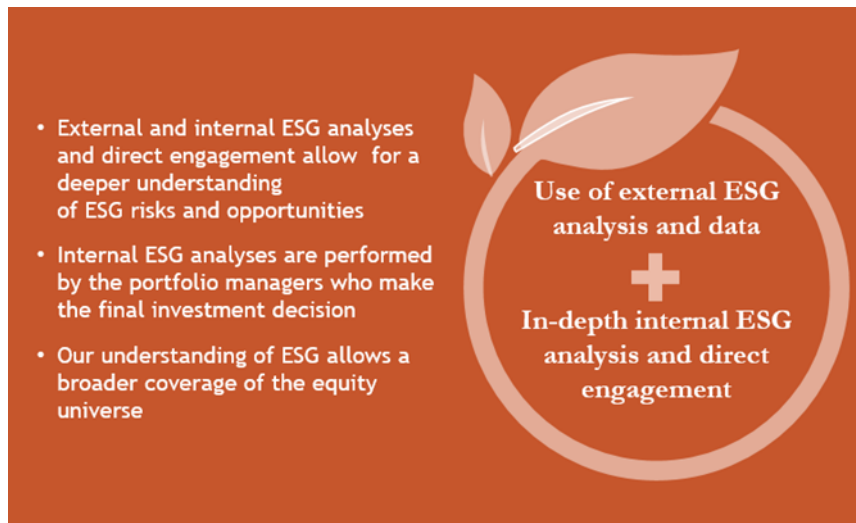 • External and internal ESG analyses
and direct engagement allow for a
deeper understanding
of ESG risks and opportunities
• Internal ESG analyses are performed
by the portfolio managers who make
the final investment decision
• Our understanding of ESG allows a
broader coverage of the equity
universe
Use of external ESG
analysis and data
+
In-depth internal ESG
analysis and direct
engagement